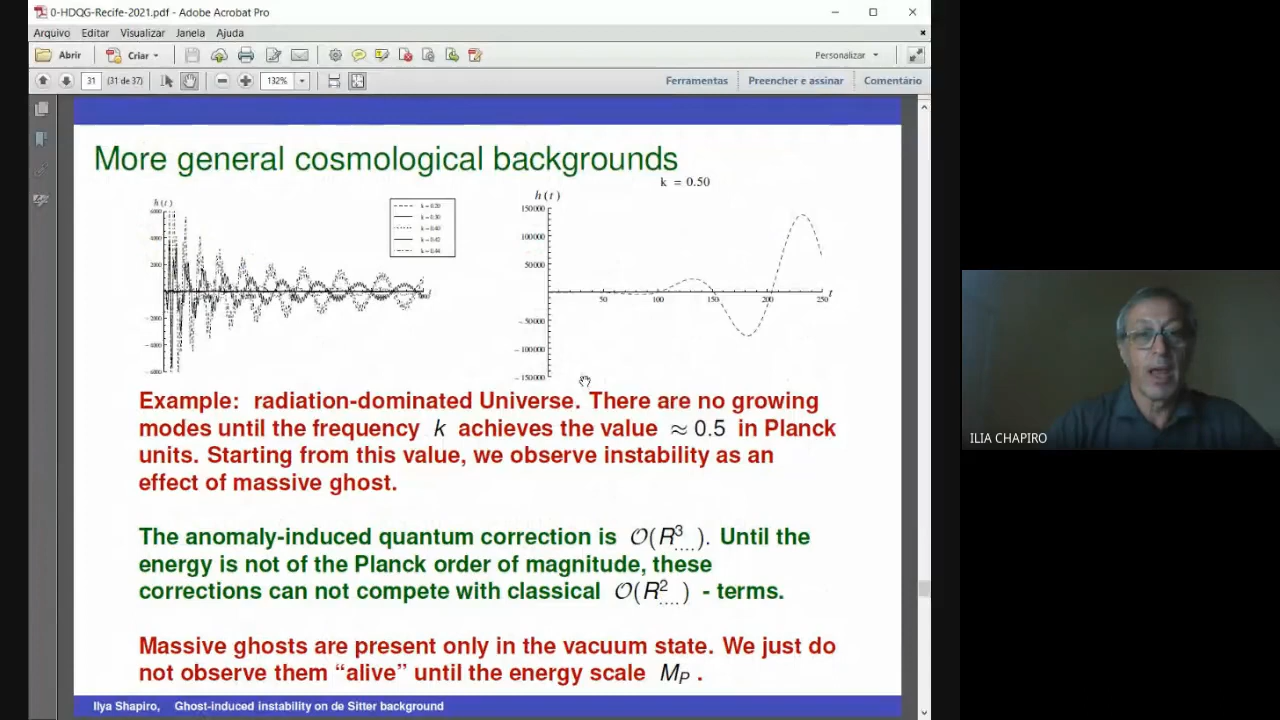 0-HDQG-Recife-2021.pdf - Adobe Acrobat Pro
Arquivo Editar Visualizar Janela Ajuda
Abrir Criar Personalizar
31 (31 de 37) 132% Ferramentas Preencher e assinar Comentário
More general cosmological backgrounds
k = 0.50
h(t)
h(t)
150000
100000
50000
50 100 150 200 250 t
-50000
-100000
-150000
Example: radiation-dominated Universe. There are no growing
modes until the frequency k achieves the value ≈ 0.5 in Planck
units. Starting from this value, we observe instability as an
effect of massive ghost.
The anomaly-induced quantum correction is O(R³....). Until the
energy is not of the Planck order of magnitude, these
corrections can not compete with classical O(R²....) - terms.
Massive ghosts are present only in the vacuum state. We just do
not observe them “alive” until the energy scale M_P .
Ilya Shapiro, Ghost-induced instability on de Sitter background
ILIA CHAPIRO